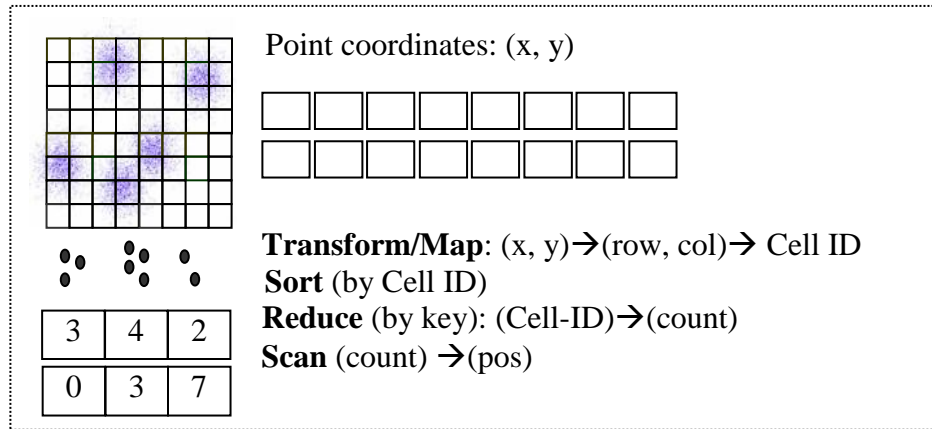 Point coordinates: (x, y)
Transform/Map: (x, y)→(row, col)→ Cell ID
Sort (by Cell ID)
Reduce (by key): (Cell-ID)→(count)
Scan (count) →(pos)
3 4 2
0 3 7